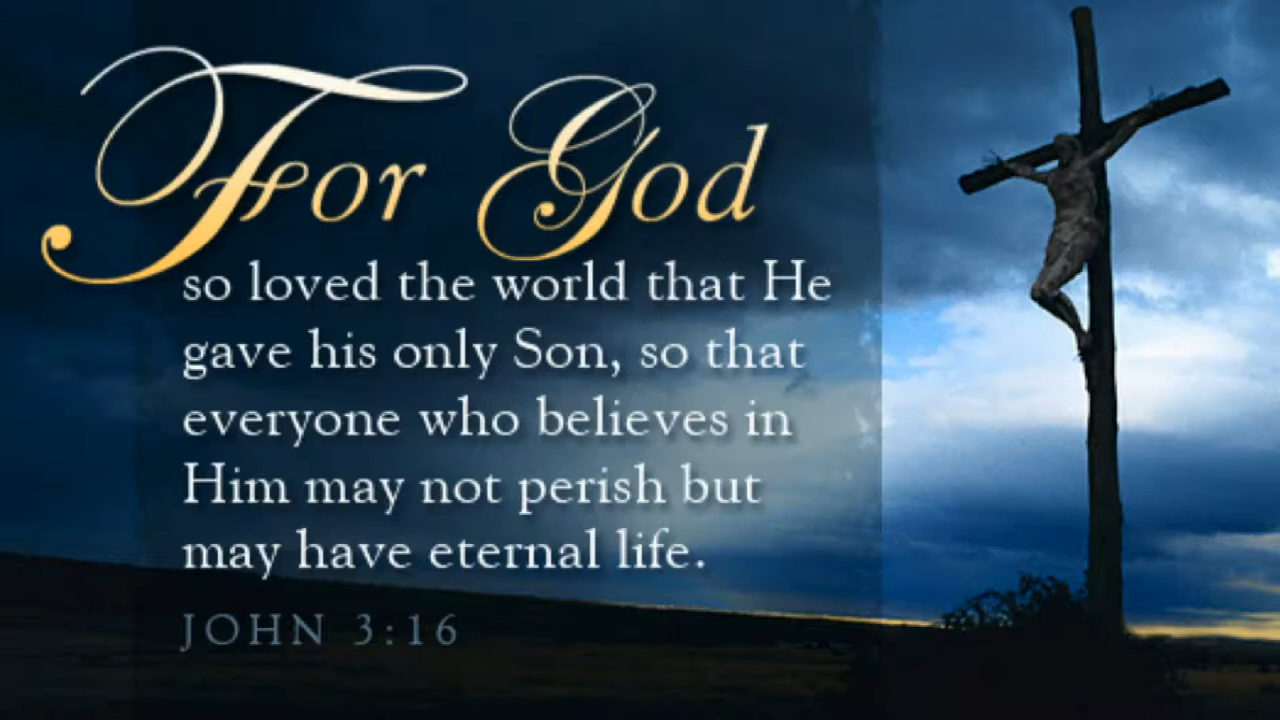 For God
so loved the world that He
gave his only Son, so that
everyone who believes in
Him may not perish but
may have eternal life.
JOHN 3:16